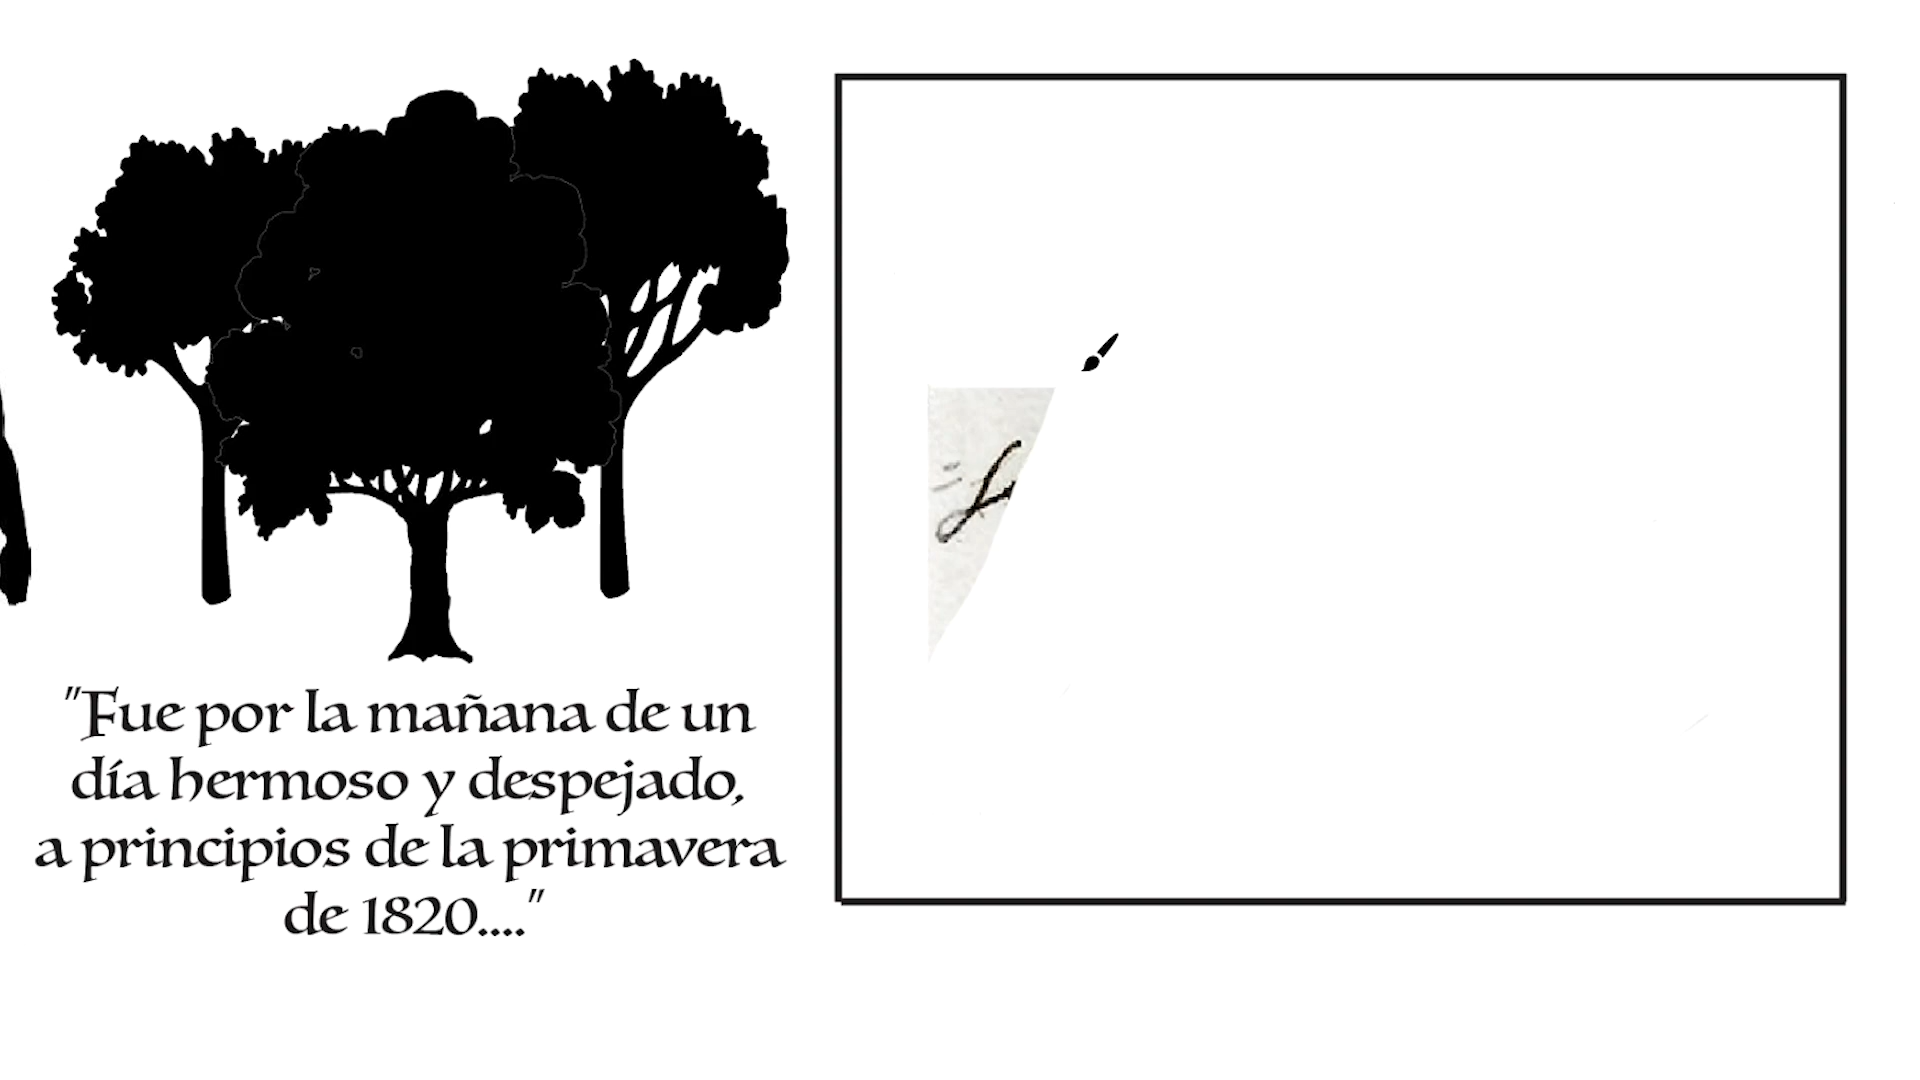 "Fue por la mañana de un
día hermoso y despejado,
a principios de la primavera
de 1820...."